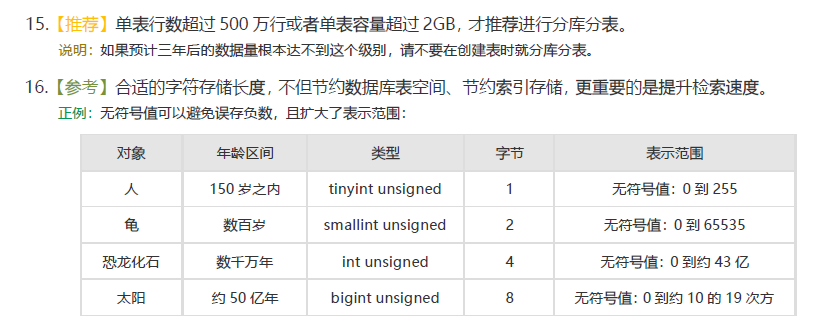 15.【推荐】单表行数超过 500 万行或者单表容量超过 2GB，才推荐进行分库分表。
说明：如果预计三年后的数据量根本达不到这个级别，请不要在创建表时就分库分表。
16.【参考】合适的字符存储长度，不但节约数据库表空间、节约索引存储，更重要的是提升检索速度。
正例：无符号值可以避免误存负数，且扩大了表示范围：
对象 年龄区间 类型 字节 表示范围
人 150 岁之内 tinyint unsigned 1 无符号值：0 到 255
龟 数百岁 smallint unsigned 2 无符号值：0 到 65535
恐龙化石 数千万年 int unsigned 4 无符号值：0 到约 43 亿
太阳 约 50 亿年 bigint unsigned 8 无符号值：0 到约 10 的 19 次方